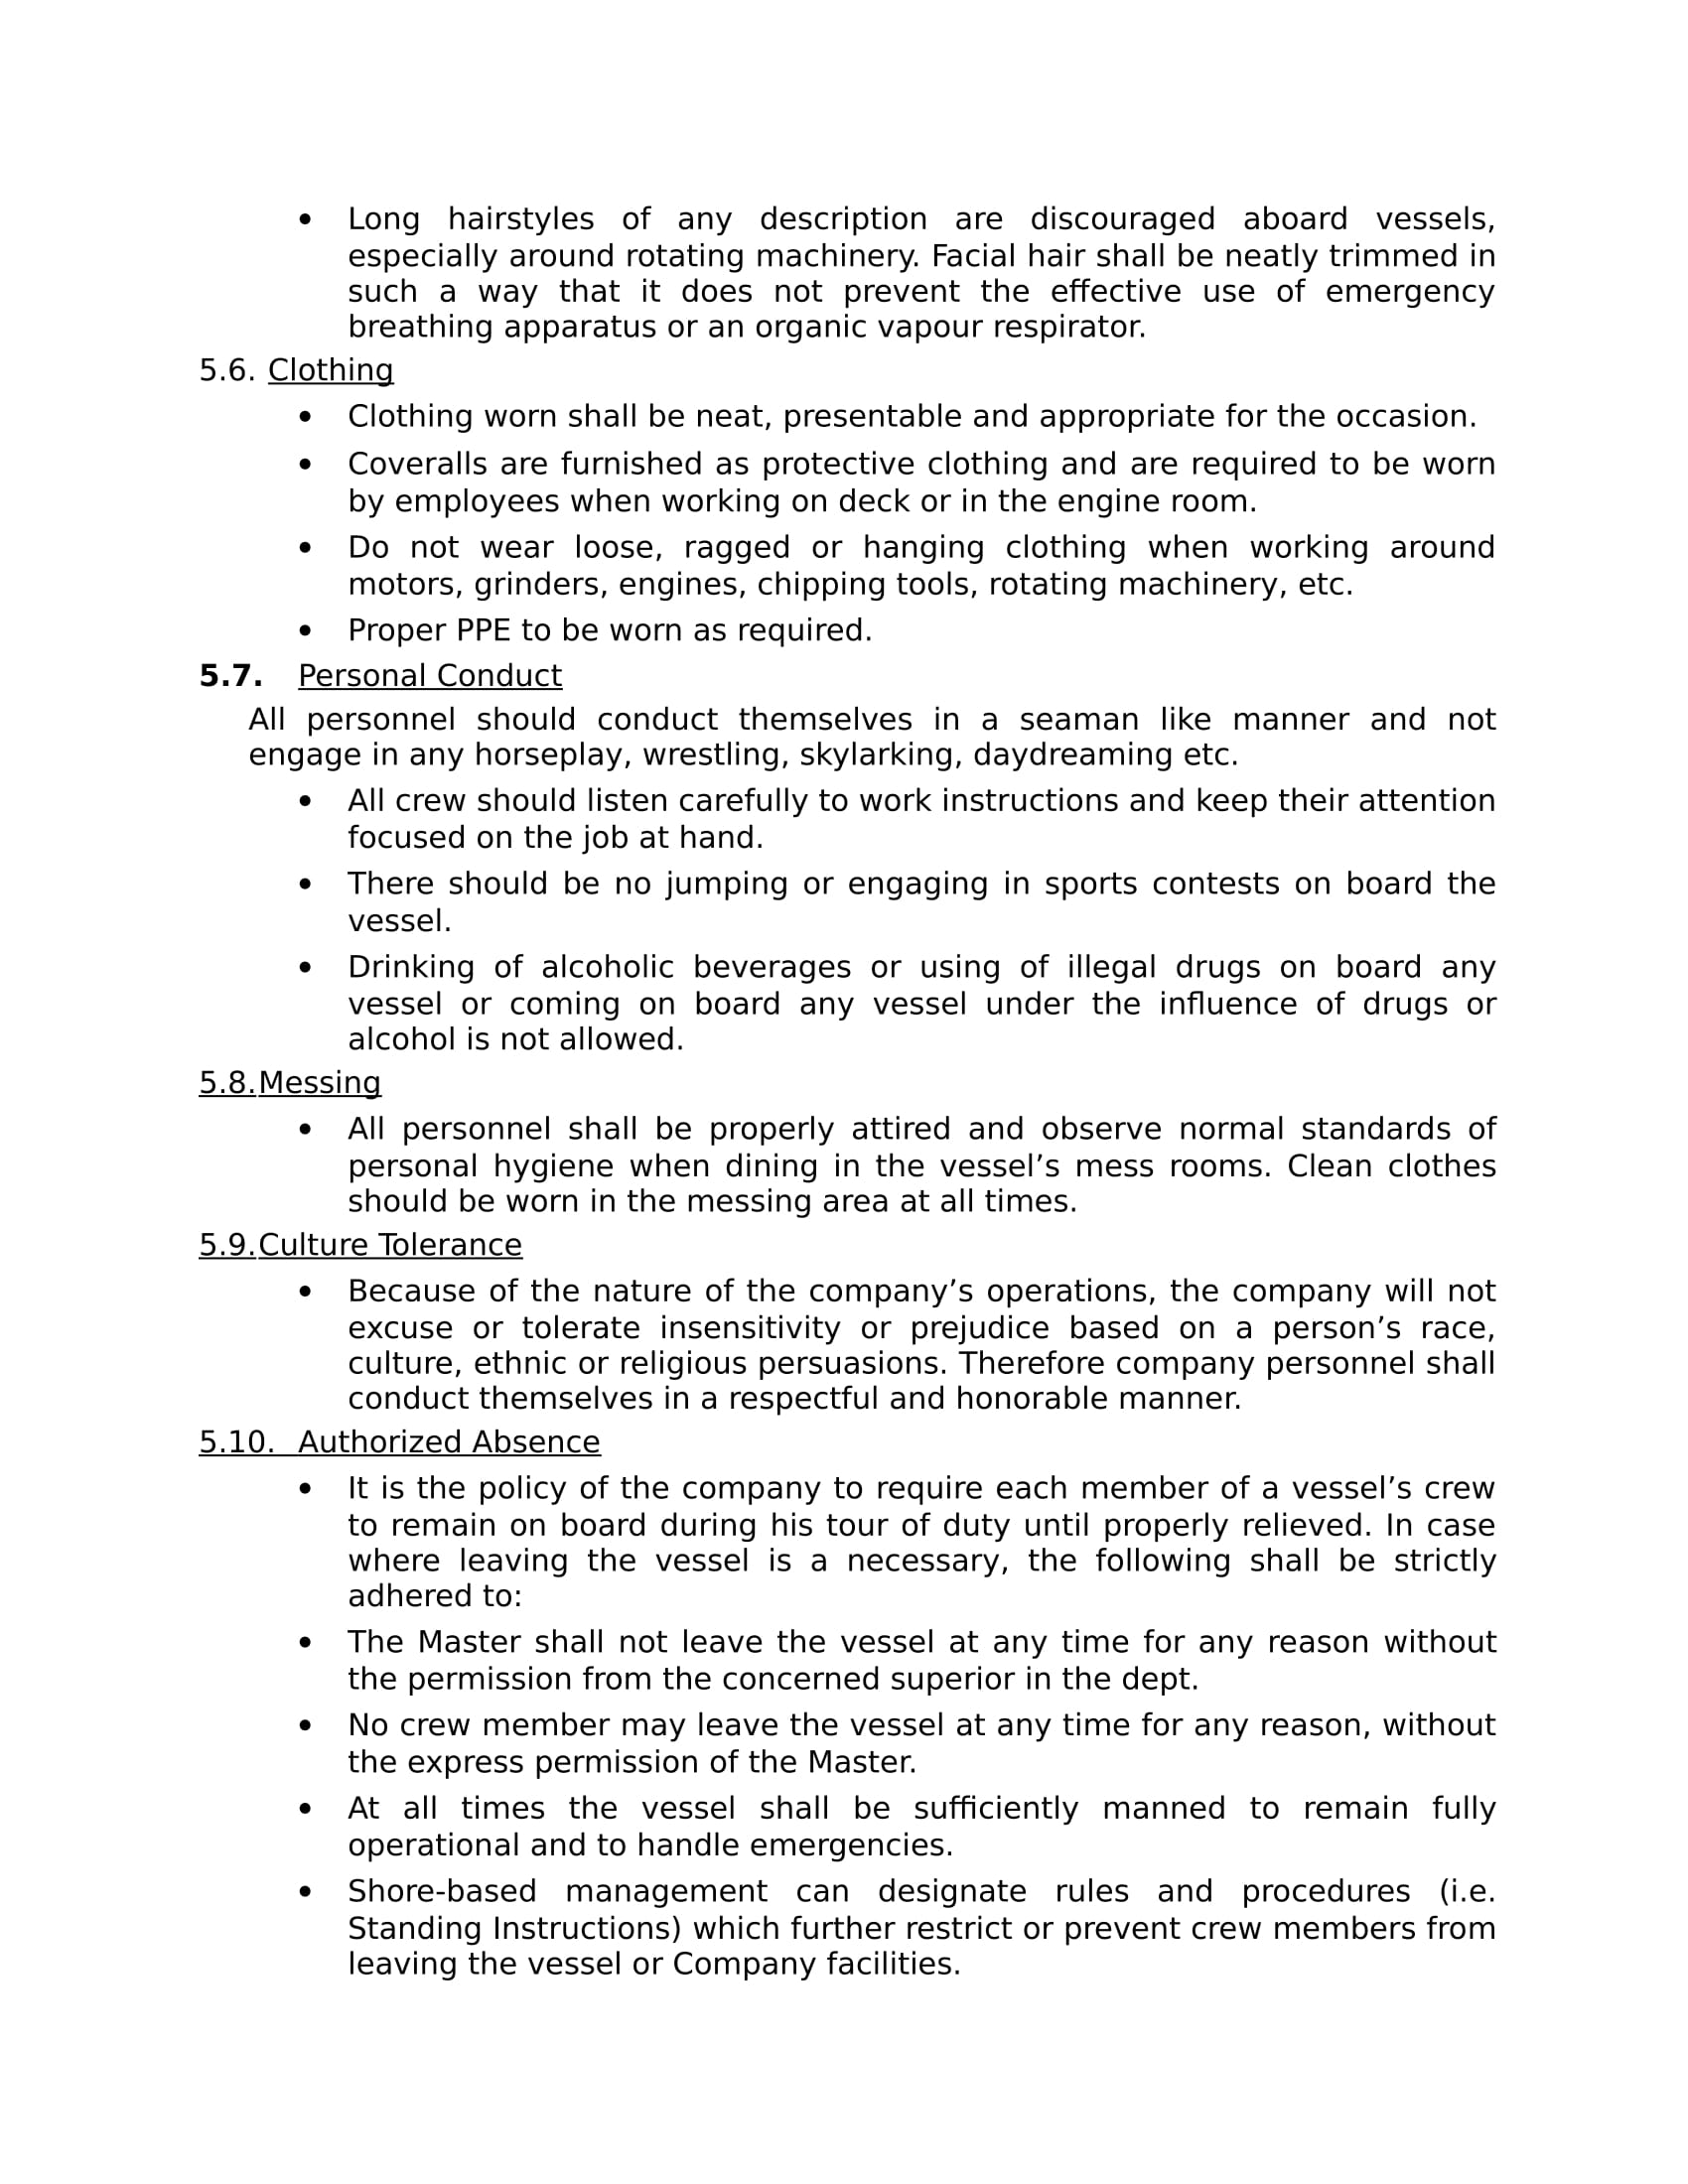 • Long hairstyles of any description are discouraged aboard vessels,
especially around rotating machinery. Facial hair shall be neatly trimmed in
such a way that it does not prevent the effective use of emergency
breathing apparatus or an organic vapour respirator.
5.6. Clothing
• Clothing worn shall be neat, presentable and appropriate for the occasion.
• Coveralls are furnished as protective clothing and are required to be worn
by employees when working on deck or in the engine room.
• Do not wear loose, ragged or hanging clothing when working around
motors, grinders, engines, chipping tools, rotating machinery, etc.
• Proper PPE to be worn as required.
5.7. Personal Conduct
All personnel should conduct themselves in a seaman like manner and not
engage in any horseplay, wrestling, skylarking, daydreaming etc.
• All crew should listen carefully to work instructions and keep their attention
focused on the job at hand.
• There should be no jumping or engaging in sports contests on board the
vessel.
• Drinking of alcoholic beverages or using of illegal drugs on board any
vessel or coming on board any vessel under the influence of drugs or
alcohol is not allowed.
5.8. Messing
• All personnel shall be properly attired and observe normal standards of
personal hygiene when dining in the vessel’s mess rooms. Clean clothes
should be worn in the messing area at all times.
5.9. Culture Tolerance
• Because of the nature of the company’s operations, the company will not
excuse or tolerate insensitivity or prejudice based on a person’s race,
culture, ethnic or religious persuasions. Therefore company personnel shall
conduct themselves in a respectful and honorable manner.
5.10. Authorized Absence
• It is the policy of the company to require each member of a vessel’s crew
to remain on board during his tour of duty until properly relieved. In case
where leaving the vessel is a necessary, the following shall be strictly
adhered to:
• The Master shall not leave the vessel at any time for any reason without
the permission from the concerned superior in the dept.
• No crew member may leave the vessel at any time for any reason, without
the express permission of the Master.
• At all times the vessel shall be sufficiently manned to remain fully
operational and to handle emergencies.
• Shore-based management can designate rules and procedures (i.e.
Standing Instructions) which further restrict or prevent crew members from
leaving the vessel or Company facilities.